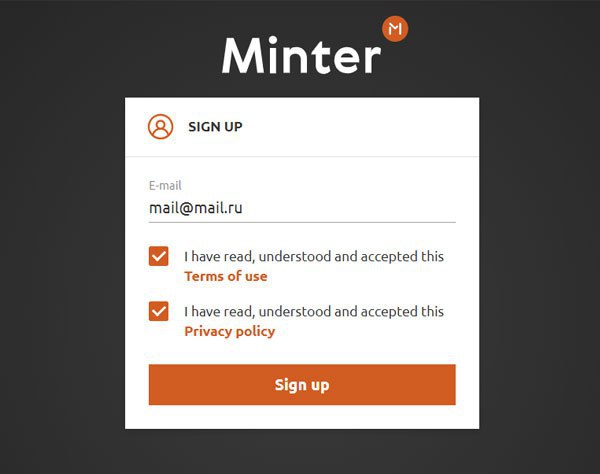 Minter
M
SIGN UP
E-mail
mail@mail.ru
I have read, understood and accepted this
Terms of use
I have read, understood and accepted this
Privacy policy
Sign up